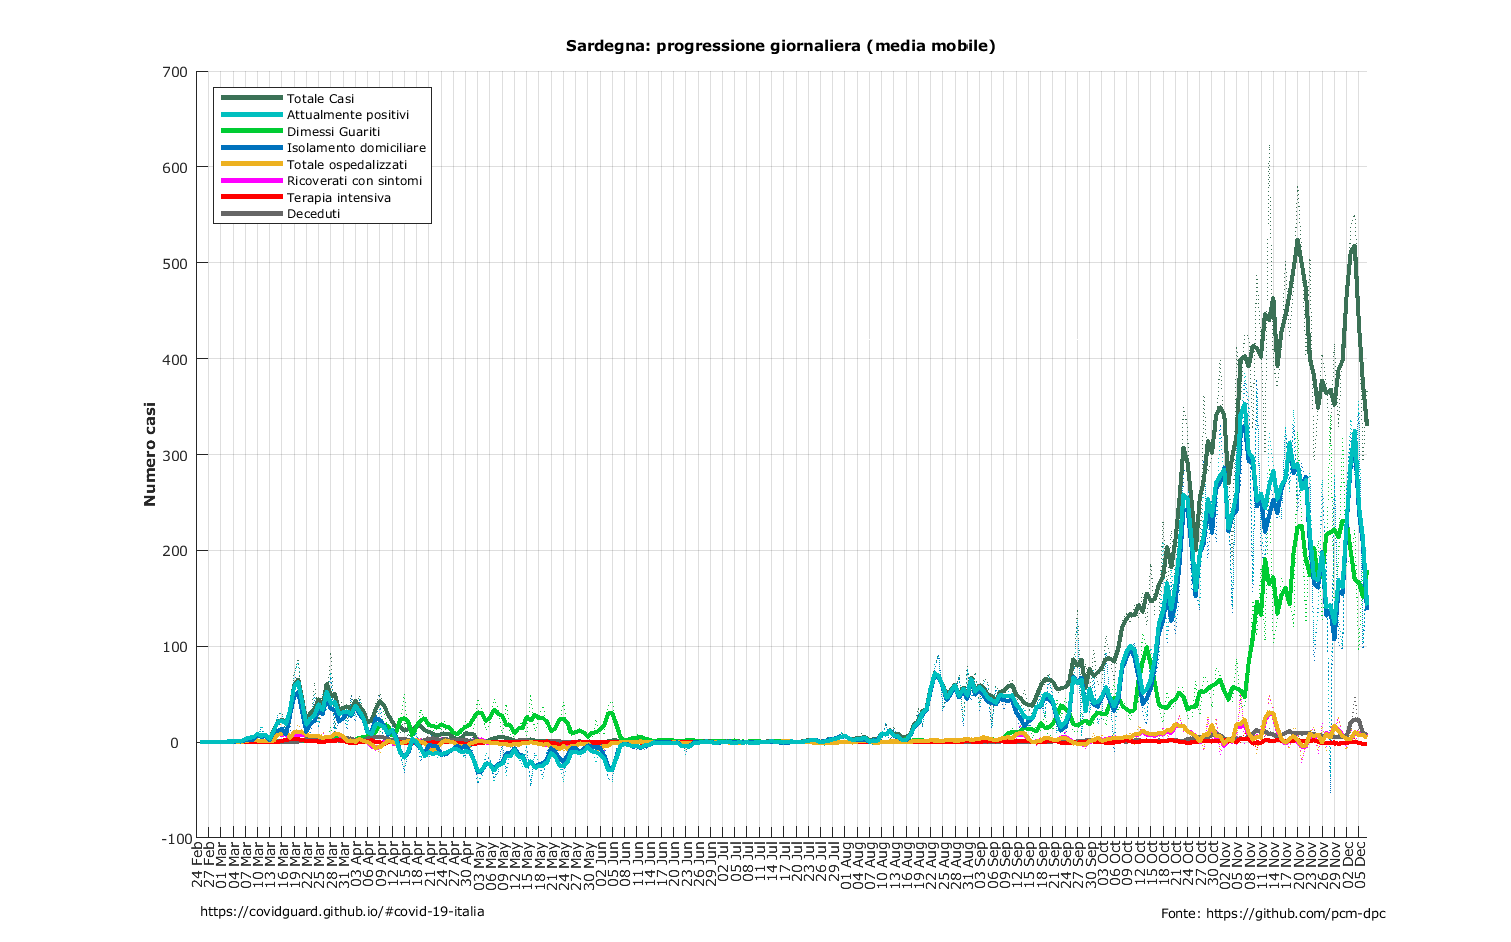 Sardegna: progressione giornaliera (media mobile)
700
600
500
400
300
200
100
0
-100
Numero casi
Totale Casi
Attualmente positivi
Dimessi Guariti
Isolamento domiciliare
Totale ospedalizzati
Ricoverati con sintomi
Terapia intensiva
Deceduti
24 Feb
27 Feb
01 Mar
04 Mar
07 Mar
10 Mar
13 Mar
16 Mar
19 Mar
22 Mar
25 Mar
28 Mar
31 Mar
03 Apr
06 Apr
09 Apr
12 Apr
15 Apr
18 Apr
21 Apr
24 Apr
27 Apr
30 Apr
03 May
06 May
09 May
12 May
15 May
18 May
21 May
24 May
27 May
30 May
02 Jun
05 Jun
08 Jun
11 Jun
14 Jun
17 Jun
20 Jun
23 Jun
26 Jun
29 Jun
02 Jul
05 Jul
08 Jul
11 Jul
14 Jul
17 Jul
20 Jul
23 Jul
26 Jul
29 Jul
01 Aug
04 Aug
07 Aug
10 Aug
13 Aug
16 Aug
19 Aug
22 Aug
25 Aug
28 Aug
31 Aug
03 Sep
06 Sep
09 Sep
12 Sep
15 Sep
18 Sep
21 Sep
24 Sep
27 Sep
30 Sep
03 Oct
06 Oct
09 Oct
12 Oct
15 Oct
18 Oct
21 Oct
24 Oct
27 Oct
30 Oct
02 Nov
05 Nov
08 Nov
11 Nov
14 Nov
17 Nov
20 Nov
23 Nov
26 Nov
29 Nov
02 Dec
05 Dec
https://covidguard.github.io/#covid-19-italia
Fonte: https://github.com/pcm-dpc